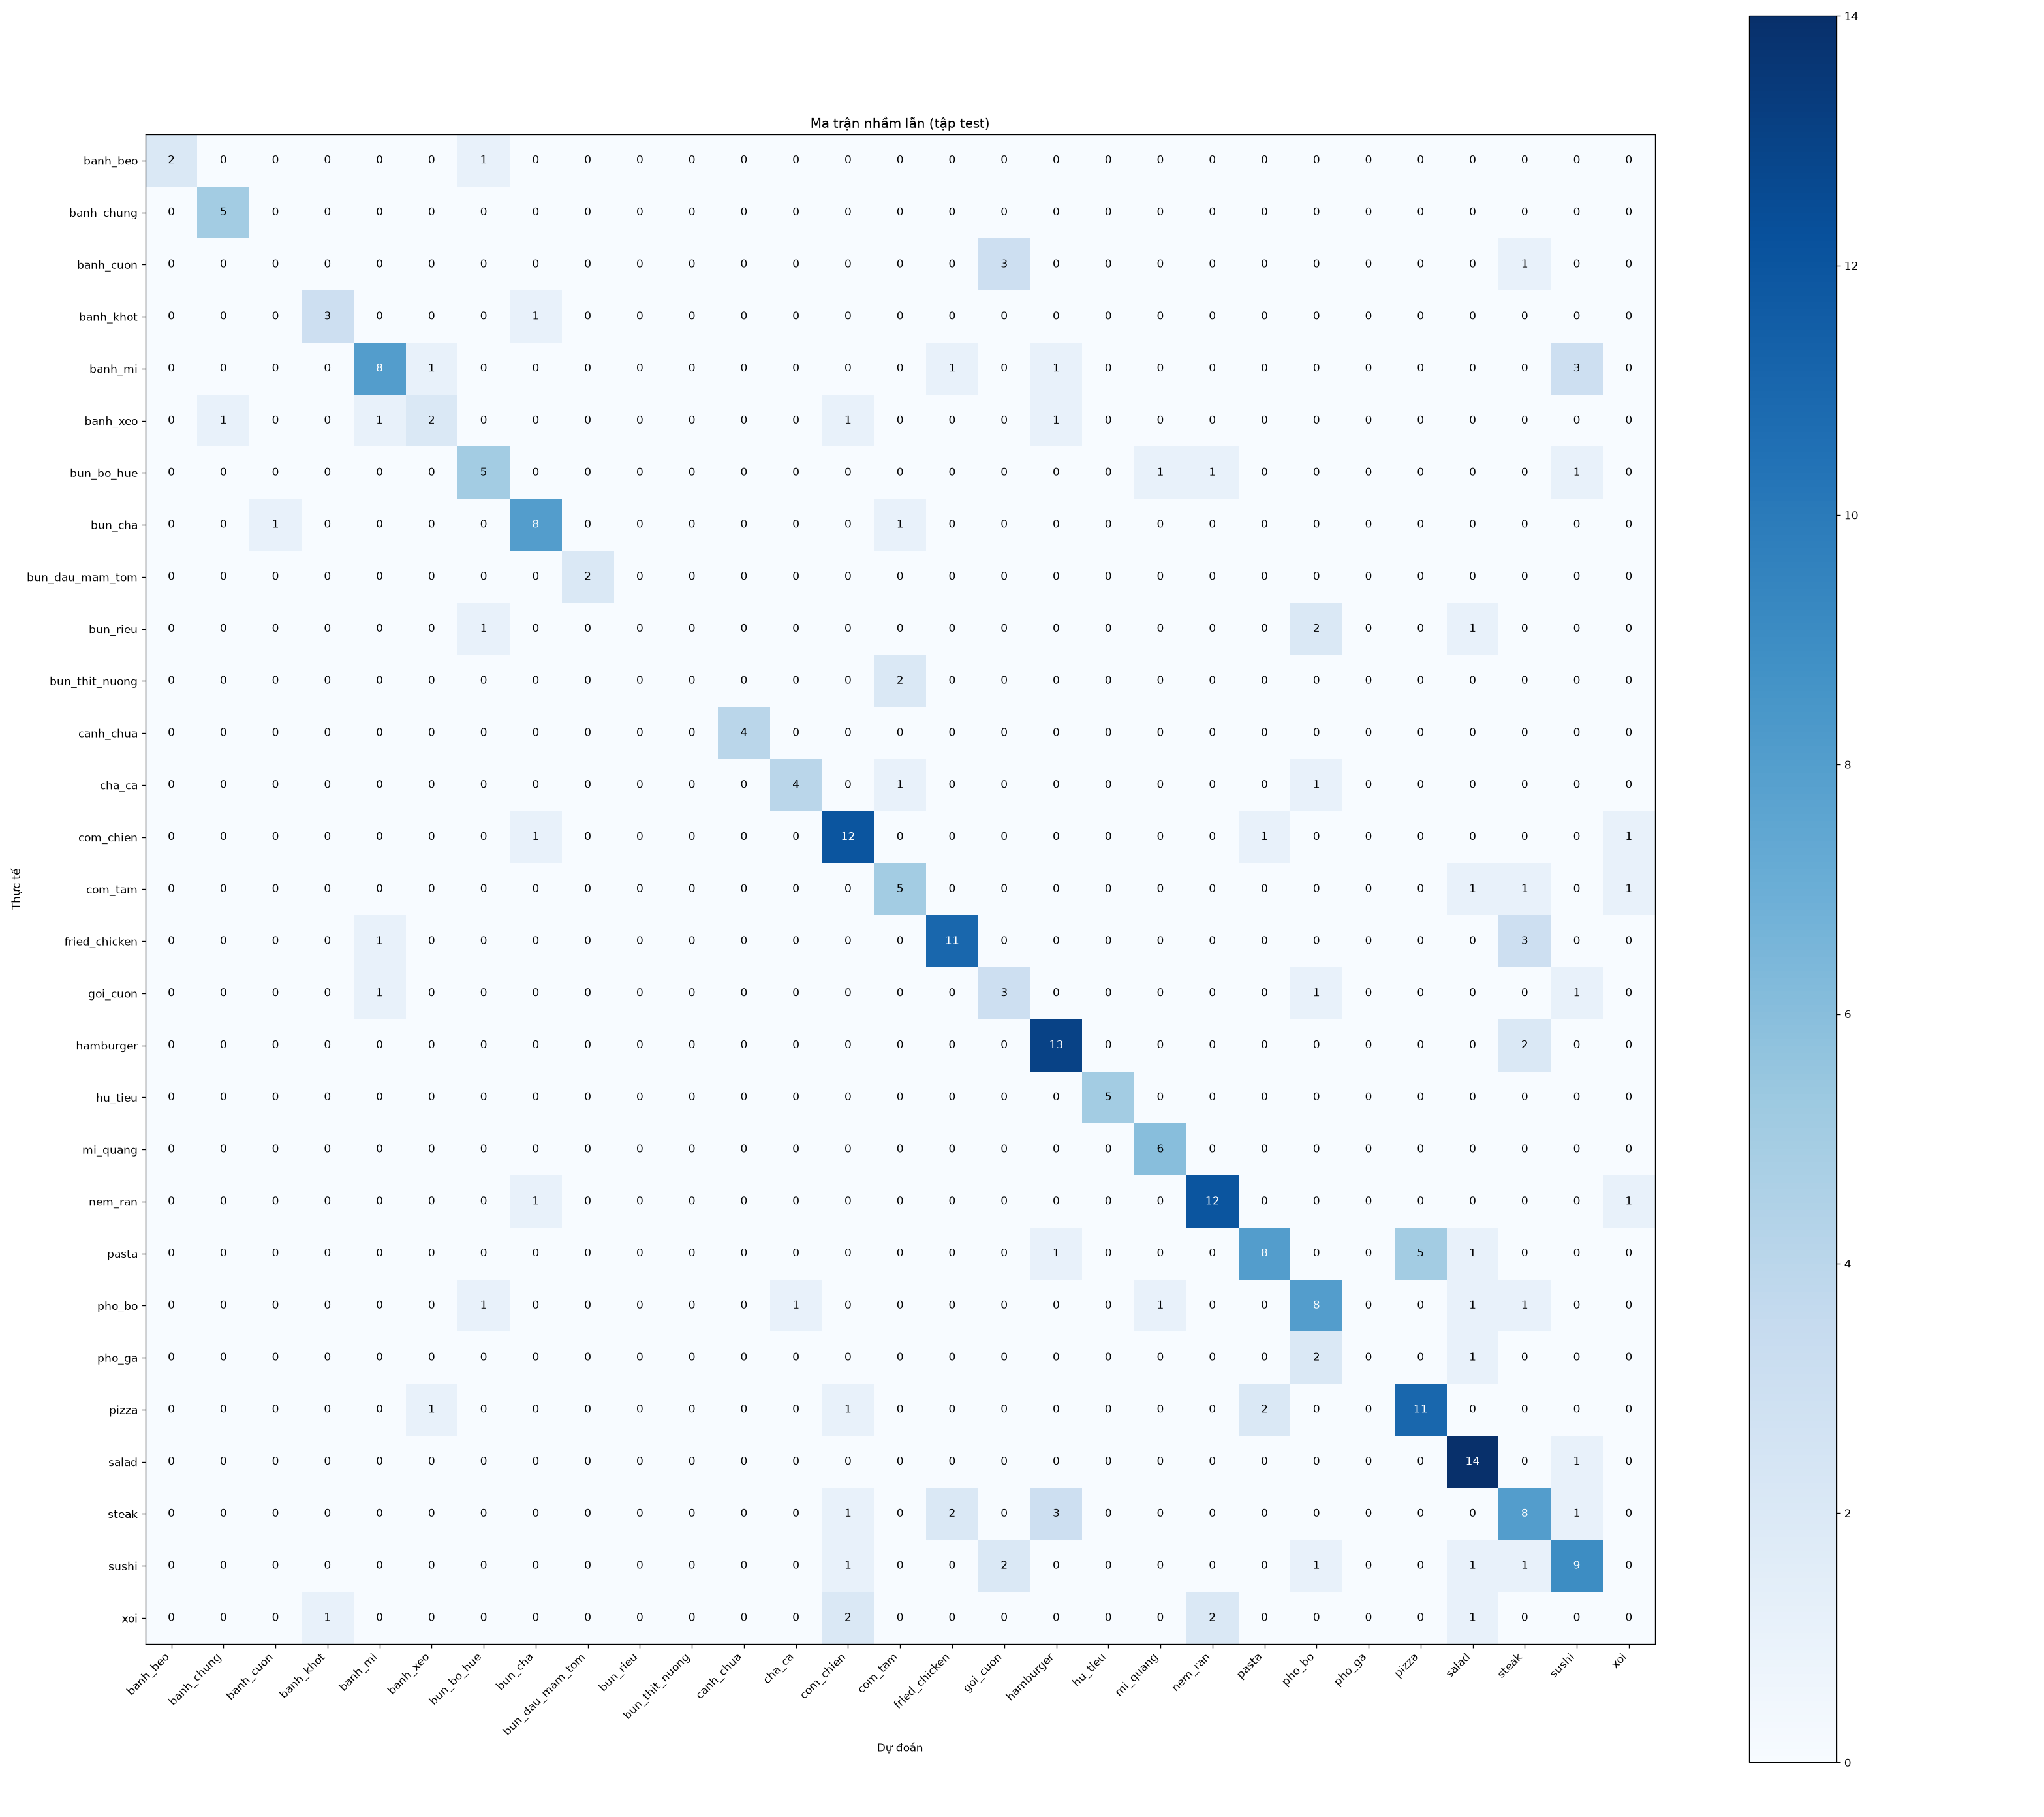 Ma trận nhầm lẫn (tập test)
banh_beo 2 0 0 0 0 0 1 0 0 0 0 0 0 0 0 0 0 0 0 0 0 0 0 0 0 0 0 0 0
banh_chung 0 5 0 0 0 0 0 0 0 0 0 0 0 0 0 0 0 0 0 0 0 0 0 0 0 0 0 0 0
banh_cuon 0 0 0 0 0 0 0 0 0 0 0 0 0 0 0 0 3 0 0 0 0 0 0 0 0 0 1 0 0
banh_khot 0 0 0 3 0 0 0 1 0 0 0 0 0 0 0 0 0 0 0 0 0 0 0 0 0 0 0 0 0
banh_mi 0 0 0 0 8 1 0 0 0 0 0 0 0 0 0 1 0 1 0 0 0 0 0 0 0 0 0 3 0
banh_xeo 0 1 0 0 1 2 0 0 0 0 0 0 0 1 0 0 0 1 0 0 0 0 0 0 0 0 0 0 0
bun_bo_hue 0 0 0 0 0 0 5 0 0 0 0 0 0 0 0 0 0 0 0 1 1 0 0 0 0 0 0 1 0
bun_cha 0 0 1 0 0 0 0 8 0 0 0 0 0 0 1 0 0 0 0 0 0 0 0 0 0 0 0 0 0
bun_dau_mam_tom 0 0 0 0 0 0 0 0 2 0 0 0 0 0 0 0 0 0 0 0 0 0 0 0 0 0 0 0 0
bun_rieu 0 0 0 0 0 0 1 0 0 0 0 0 0 0 0 0 0 0 0 0 0 0 2 0 0 1 0 0 0
bun_thit_nuong 0 0 0 0 0 0 0 0 0 0 0 0 0 0 2 0 0 0 0 0 0 0 0 0 0 0 0 0 0
canh_chua 0 0 0 0 0 0 0 0 0 0 0 4 0 0 0 0 0 0 0 0 0 0 0 0 0 0 0 0 0
cha_ca 0 0 0 0 0 0 0 0 0 0 0 0 4 0 1 0 0 0 0 0 0 0 1 0 0 0 0 0 0
com_chien 0 0 0 0 0 0 0 1 0 0 0 0 0 12 0 0 0 0 0 0 0 1 0 0 0 0 0 0 1
com_tam 0 0 0 0 0 0 0 0 0 0 0 0 0 0 5 0 0 0 0 0 0 0 0 0 0 1 1 0 1
fried_chicken 0 0 0 0 1 0 0 0 0 0 0 0 0 0 0 11 0 0 0 0 0 0 0 0 0 0 3 0 0
goi_cuon 0 0 0 0 1 0 0 0 0 0 0 0 0 0 0 0 3 0 0 0 0 0 1 0 0 0 0 1 0
hamburger 0 0 0 0 0 0 0 0 0 0 0 0 0 0 0 0 0 13 0 0 0 0 0 0 0 0 2 0 0
hu_tieu 0 0 0 0 0 0 0 0 0 0 0 0 0 0 0 0 0 0 5 0 0 0 0 0 0 0 0 0 0
mi_quang 0 0 0 0 0 0 0 0 0 0 0 0 0 0 0 0 0 0 0 6 0 0 0 0 0 0 0 0 0
nem_ran 0 0 0 0 0 0 0 1 0 0 0 0 0 0 0 0 0 0 0 0 12 0 0 0 0 0 0 0 1
pasta 0 0 0 0 0 0 0 0 0 0 0 0 0 0 0 0 0 1 0 0 0 8 0 0 5 1 0 0 0
pho_bo 0 0 0 0 0 0 1 0 0 0 0 0 1 0 0 0 0 0 0 1 0 0 8 0 0 1 1 0 0
pho_ga 0 0 0 0 0 0 0 0 0 0 0 0 0 0 0 0 0 0 0 0 0 0 2 0 0 1 0 0 0
pizza 0 0 0 0 0 1 0 0 0 0 0 0 0 1 0 0 0 0 0 0 0 2 0 0 11 0 0 0 0
salad 0 0 0 0 0 0 0 0 0 0 0 0 0 0 0 0 0 0 0 0 0 0 0 0 0 14 0 1 0
steak 0 0 0 0 0 0 0 0 0 0 0 0 0 1 0 2 0 3 0 0 0 0 0 0 0 0 8 1 0
sushi 0 0 0 0 0 0 0 0 0 0 0 0 0 1 0 0 2 0 0 0 0 0 1 0 0 1 1 9 0
xoi 0 0 0 1 0 0 0 0 0 0 0 0 0 2 0 0 0 0 0 0 2 0 0 0 0 1 0 0 0
Thực tế
banh_beo banh_chung banh_cuon banh_khot banh_mi banh_xeo bun_bo_hue bun_cha bun_dau_mam_tom bun_rieu bun_thit_nuong canh_chua cha_ca com_chien com_tam fried_chicken goi_cuon hamburger hu_tieu mi_quang nem_ran pasta pho_bo pho_ga pizza salad steak sushi xoi
Dự đoán
14
12
10
8
6
4
2
0